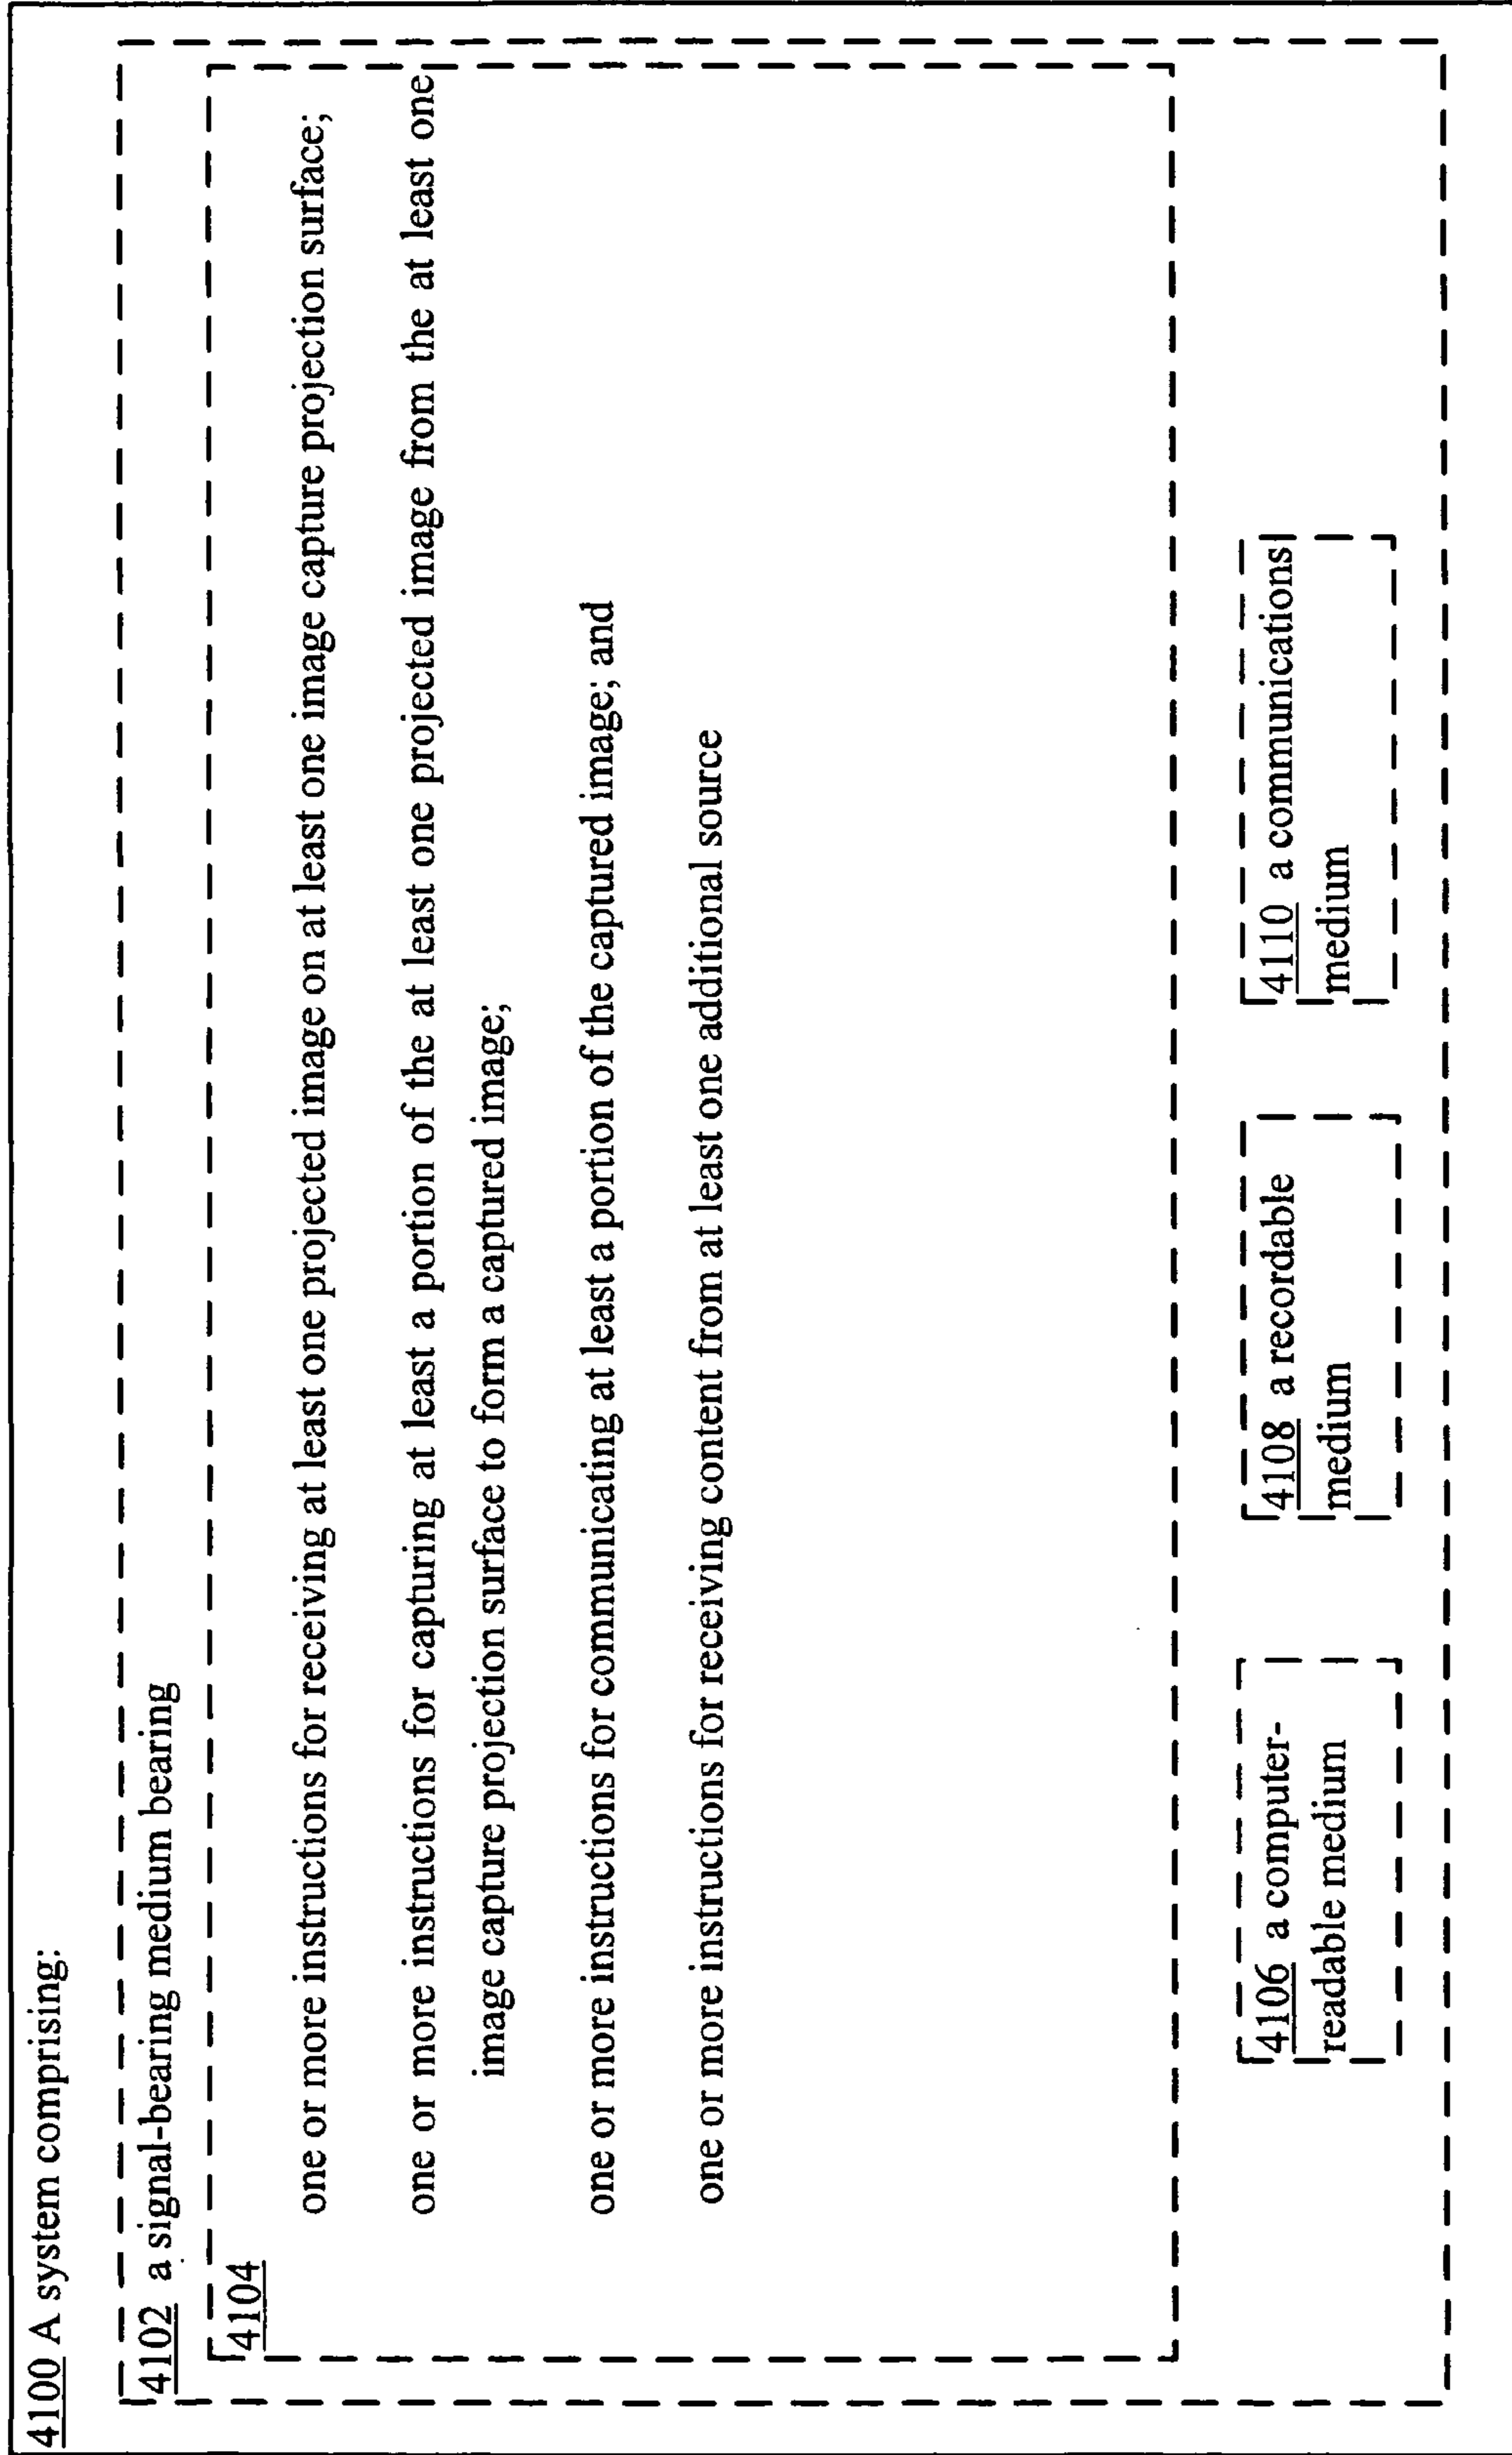 4100 A system comprising:
4102 a signal-bearing medium bearing
4104
one or more instructions for receiving at least one projected image on at least one image capture projection surface;
one or more instructions for capturing at least a portion of the at least one projected image from the at least one
image capture projection surface to form a captured image;
one or more instructions for communicating at least a portion of the captured image; and
one or more instructions for receiving content from at least one additional source
4106 a computer-
readable medium
4108 a recordable
medium
4110 a communications
medium